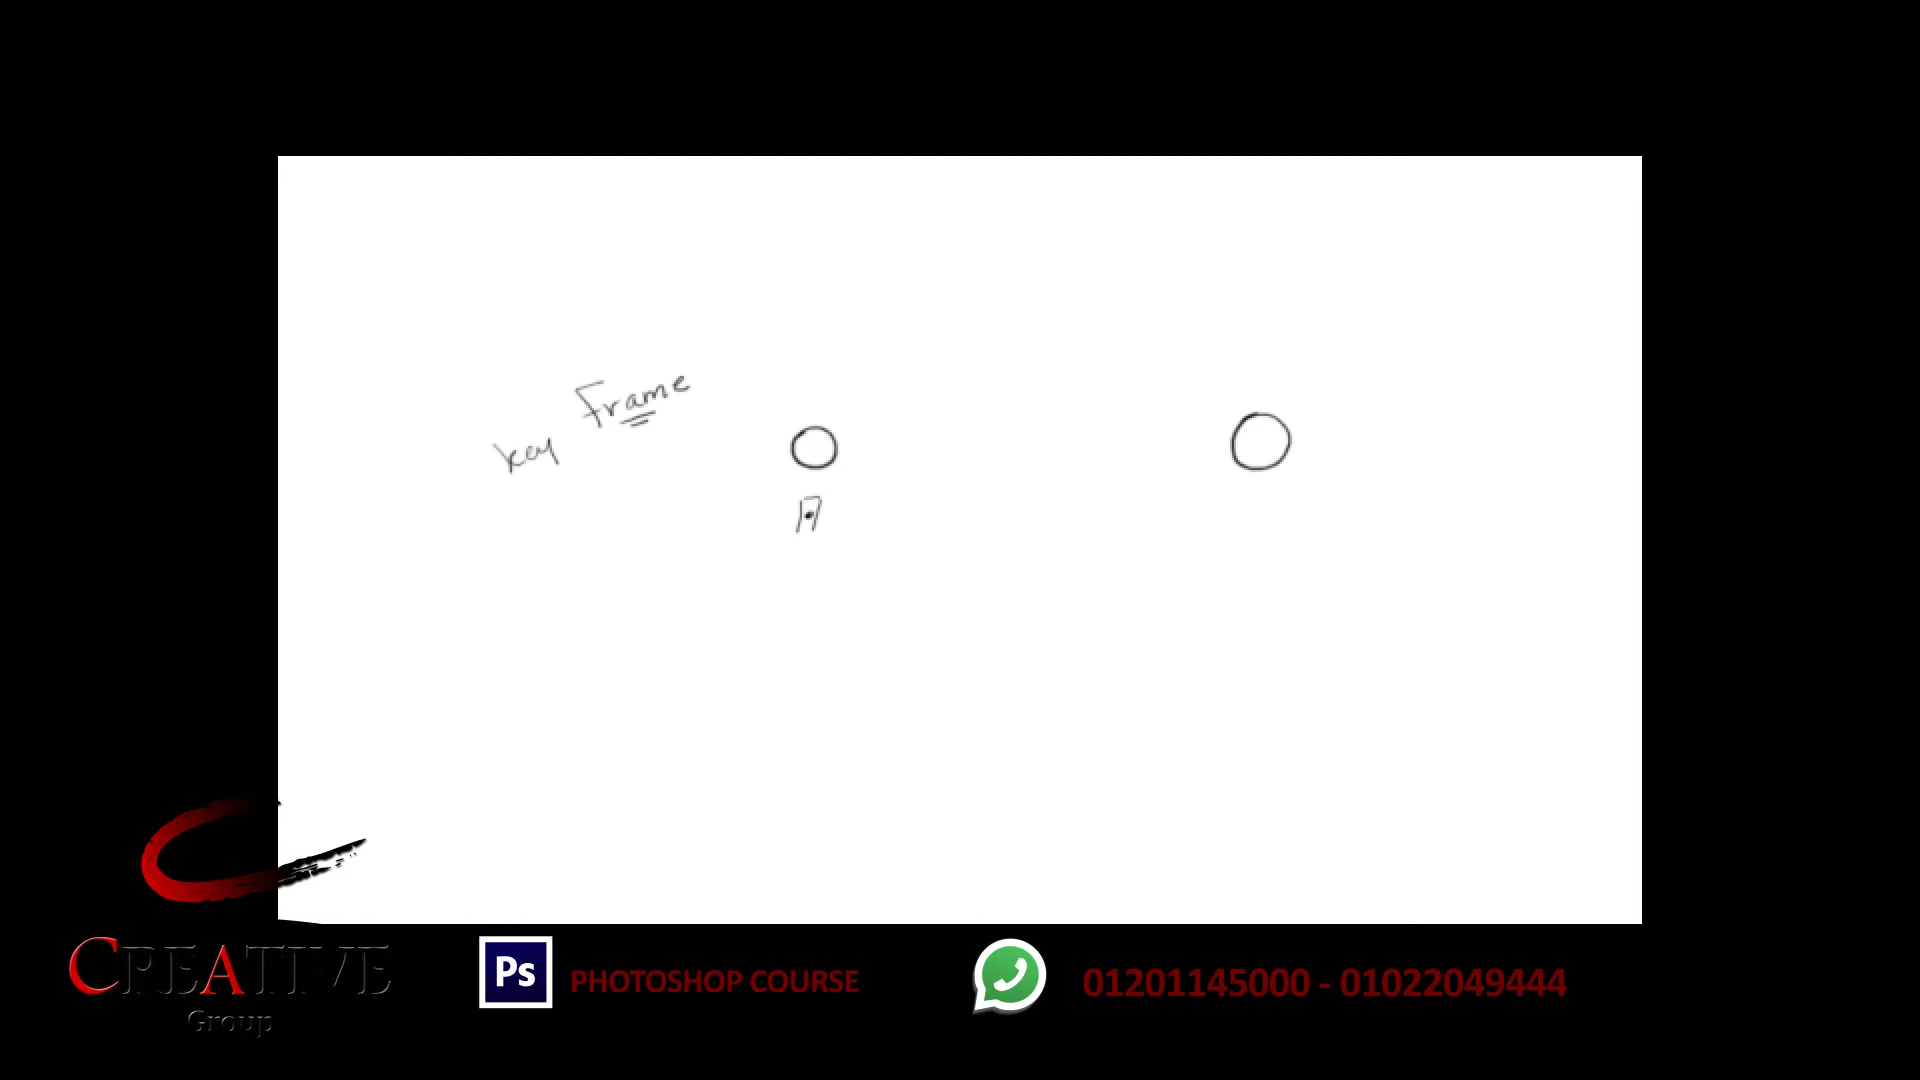 Frame
key
A
CREATIVE
Group
Ps
PHOTOSHOP COURSE
01201145000 - 01022049444